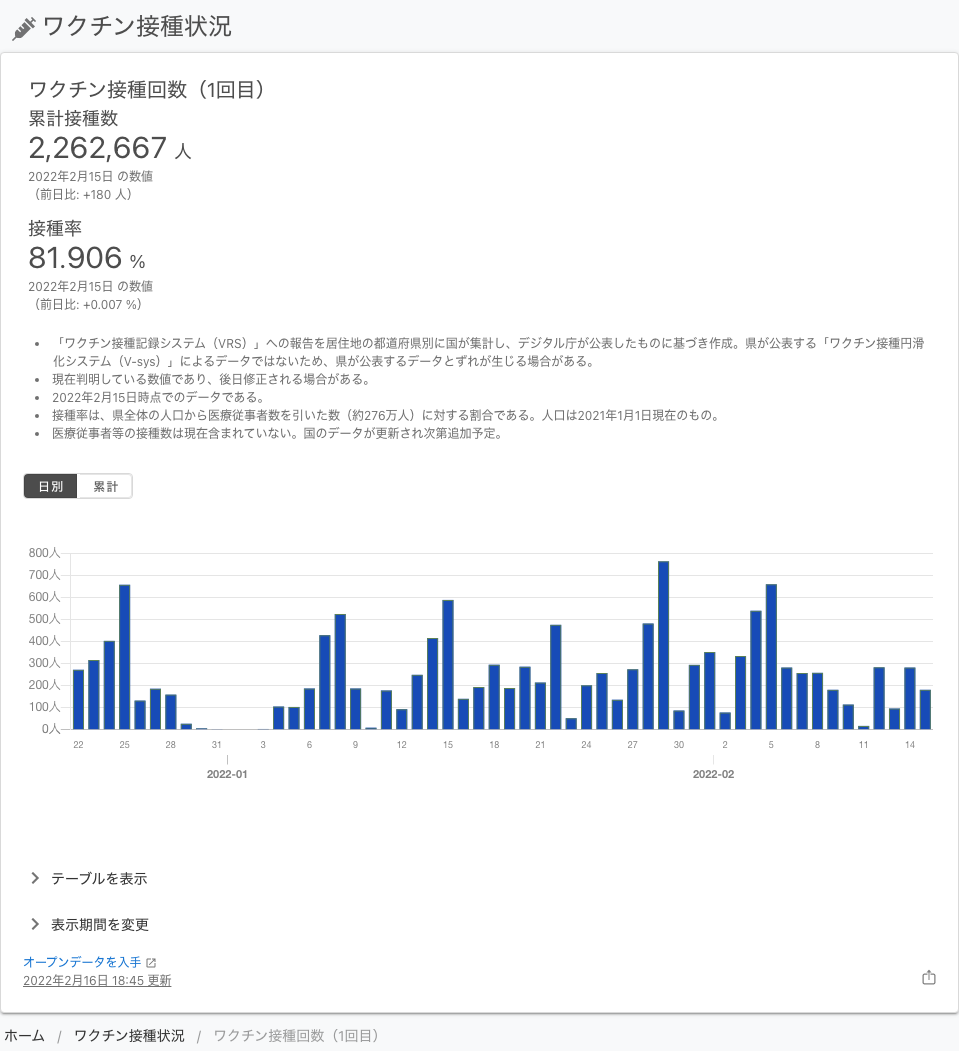 ワクチン接種状況
ワクチン接種回数（1回目）
累計接種数
2,262,667 人
2022年2月15日 の数値
（前日比: +180 人）
接種率
81.906 %
2022年2月15日 の数値
（前日比: +0.007 %）
• 「ワクチン接種記録システム（VRS）」への報告を居住地の都道府県別に国が集計し、デジタル庁が公表したものに基づき作成。県が公表する「ワクチン接種円滑
化システム（V-sys）」によるデータではないため、県が公表するデータとずれが生じる場合がある。
• 現在判明している数値であり、後日修正される場合がある。
• 2022年2月15日時点でのデータである。
• 接種率は、県全体の人口から医療従事者数を引いた数（約276万人）に対する割合である。人口は2021年1月1日現在のもの。
• 医療従事者等の接種数は現在含まれていない。国のデータが更新され次第追加予定。
日別 累計
800人
700人
600人
500人
400人
300人
200人
100人
0人
22 25 28 31 3 6 9 12 15 18 21 24 27 30 2 5 8 11 14
2022-01 2022-02
テーブルを表示
表示期間を変更
オープンデータを入手
2022年2月16日 18:45 更新
ホーム / ワクチン接種状況 / ワクチン接種回数（1回目）